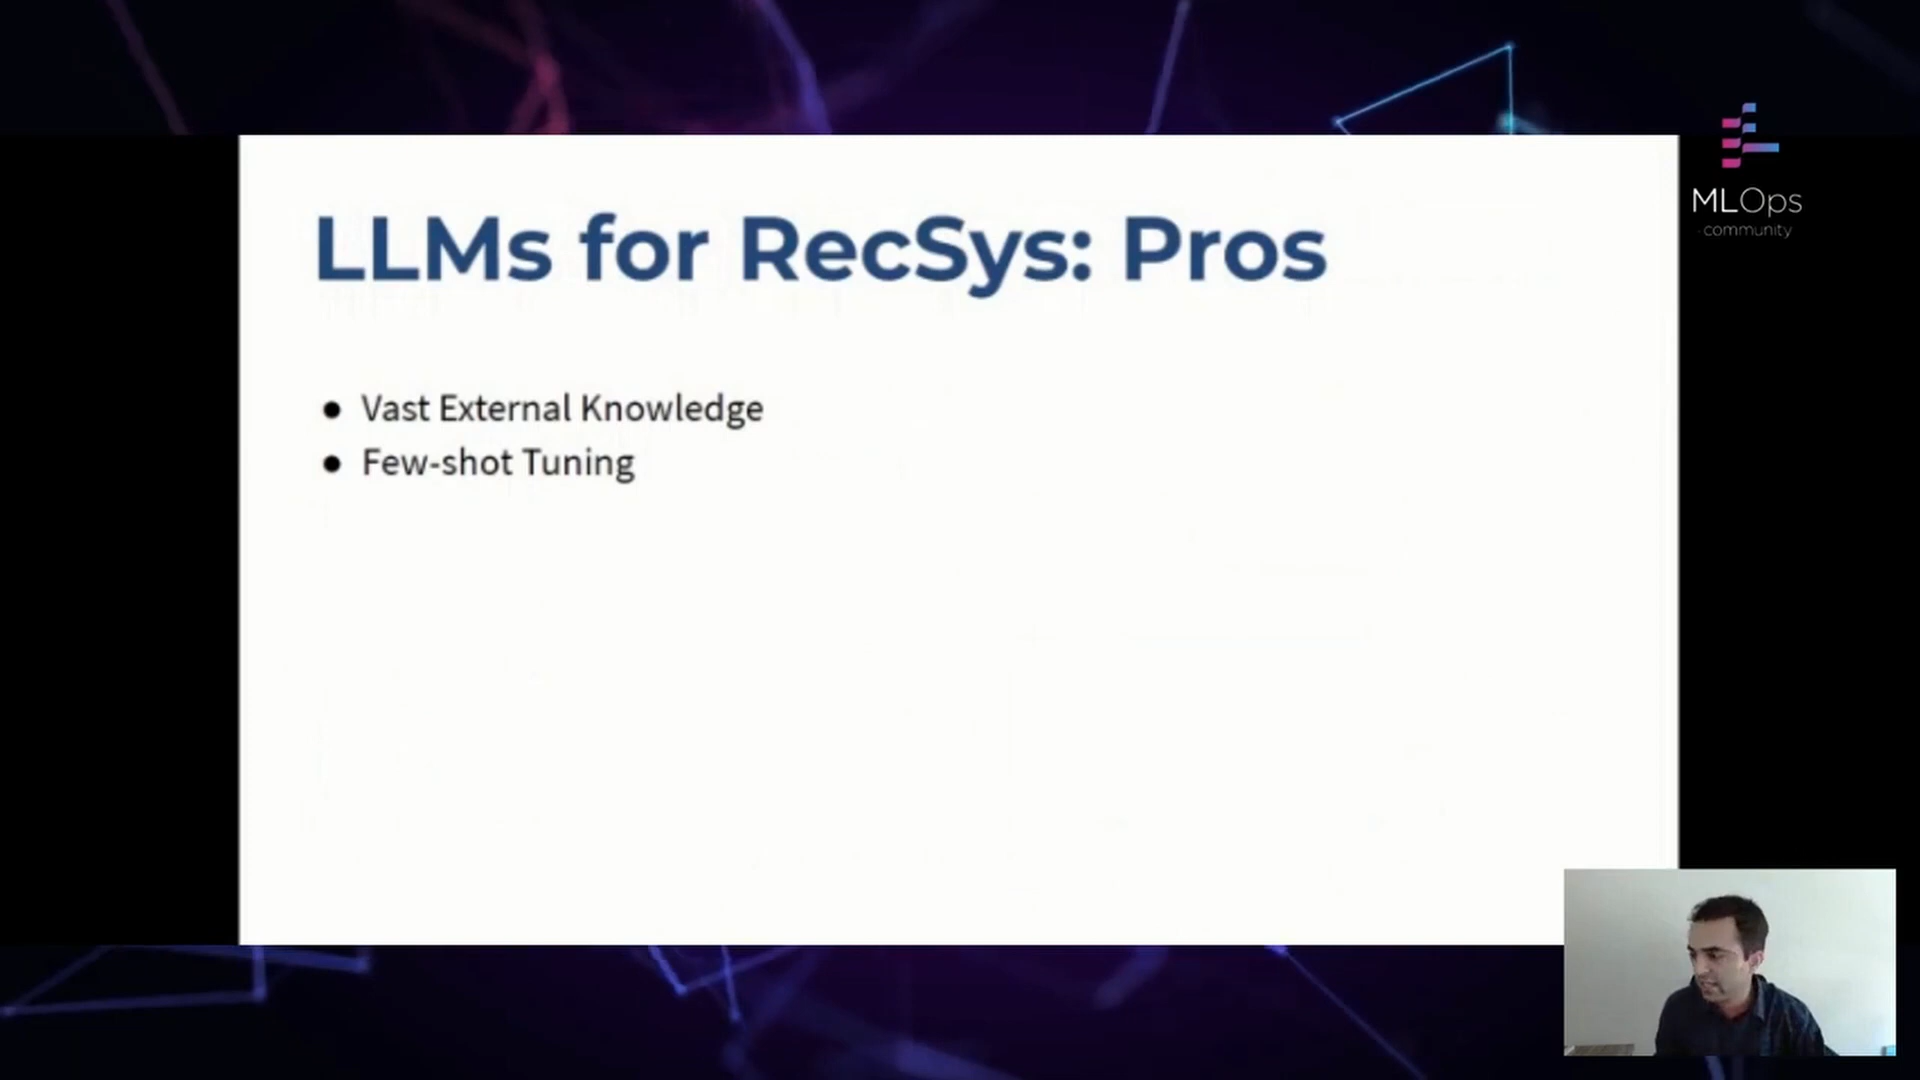 LLMs for RecSys: Pros
MLOps
community
● Vast External Knowledge
● Few-shot Tuning